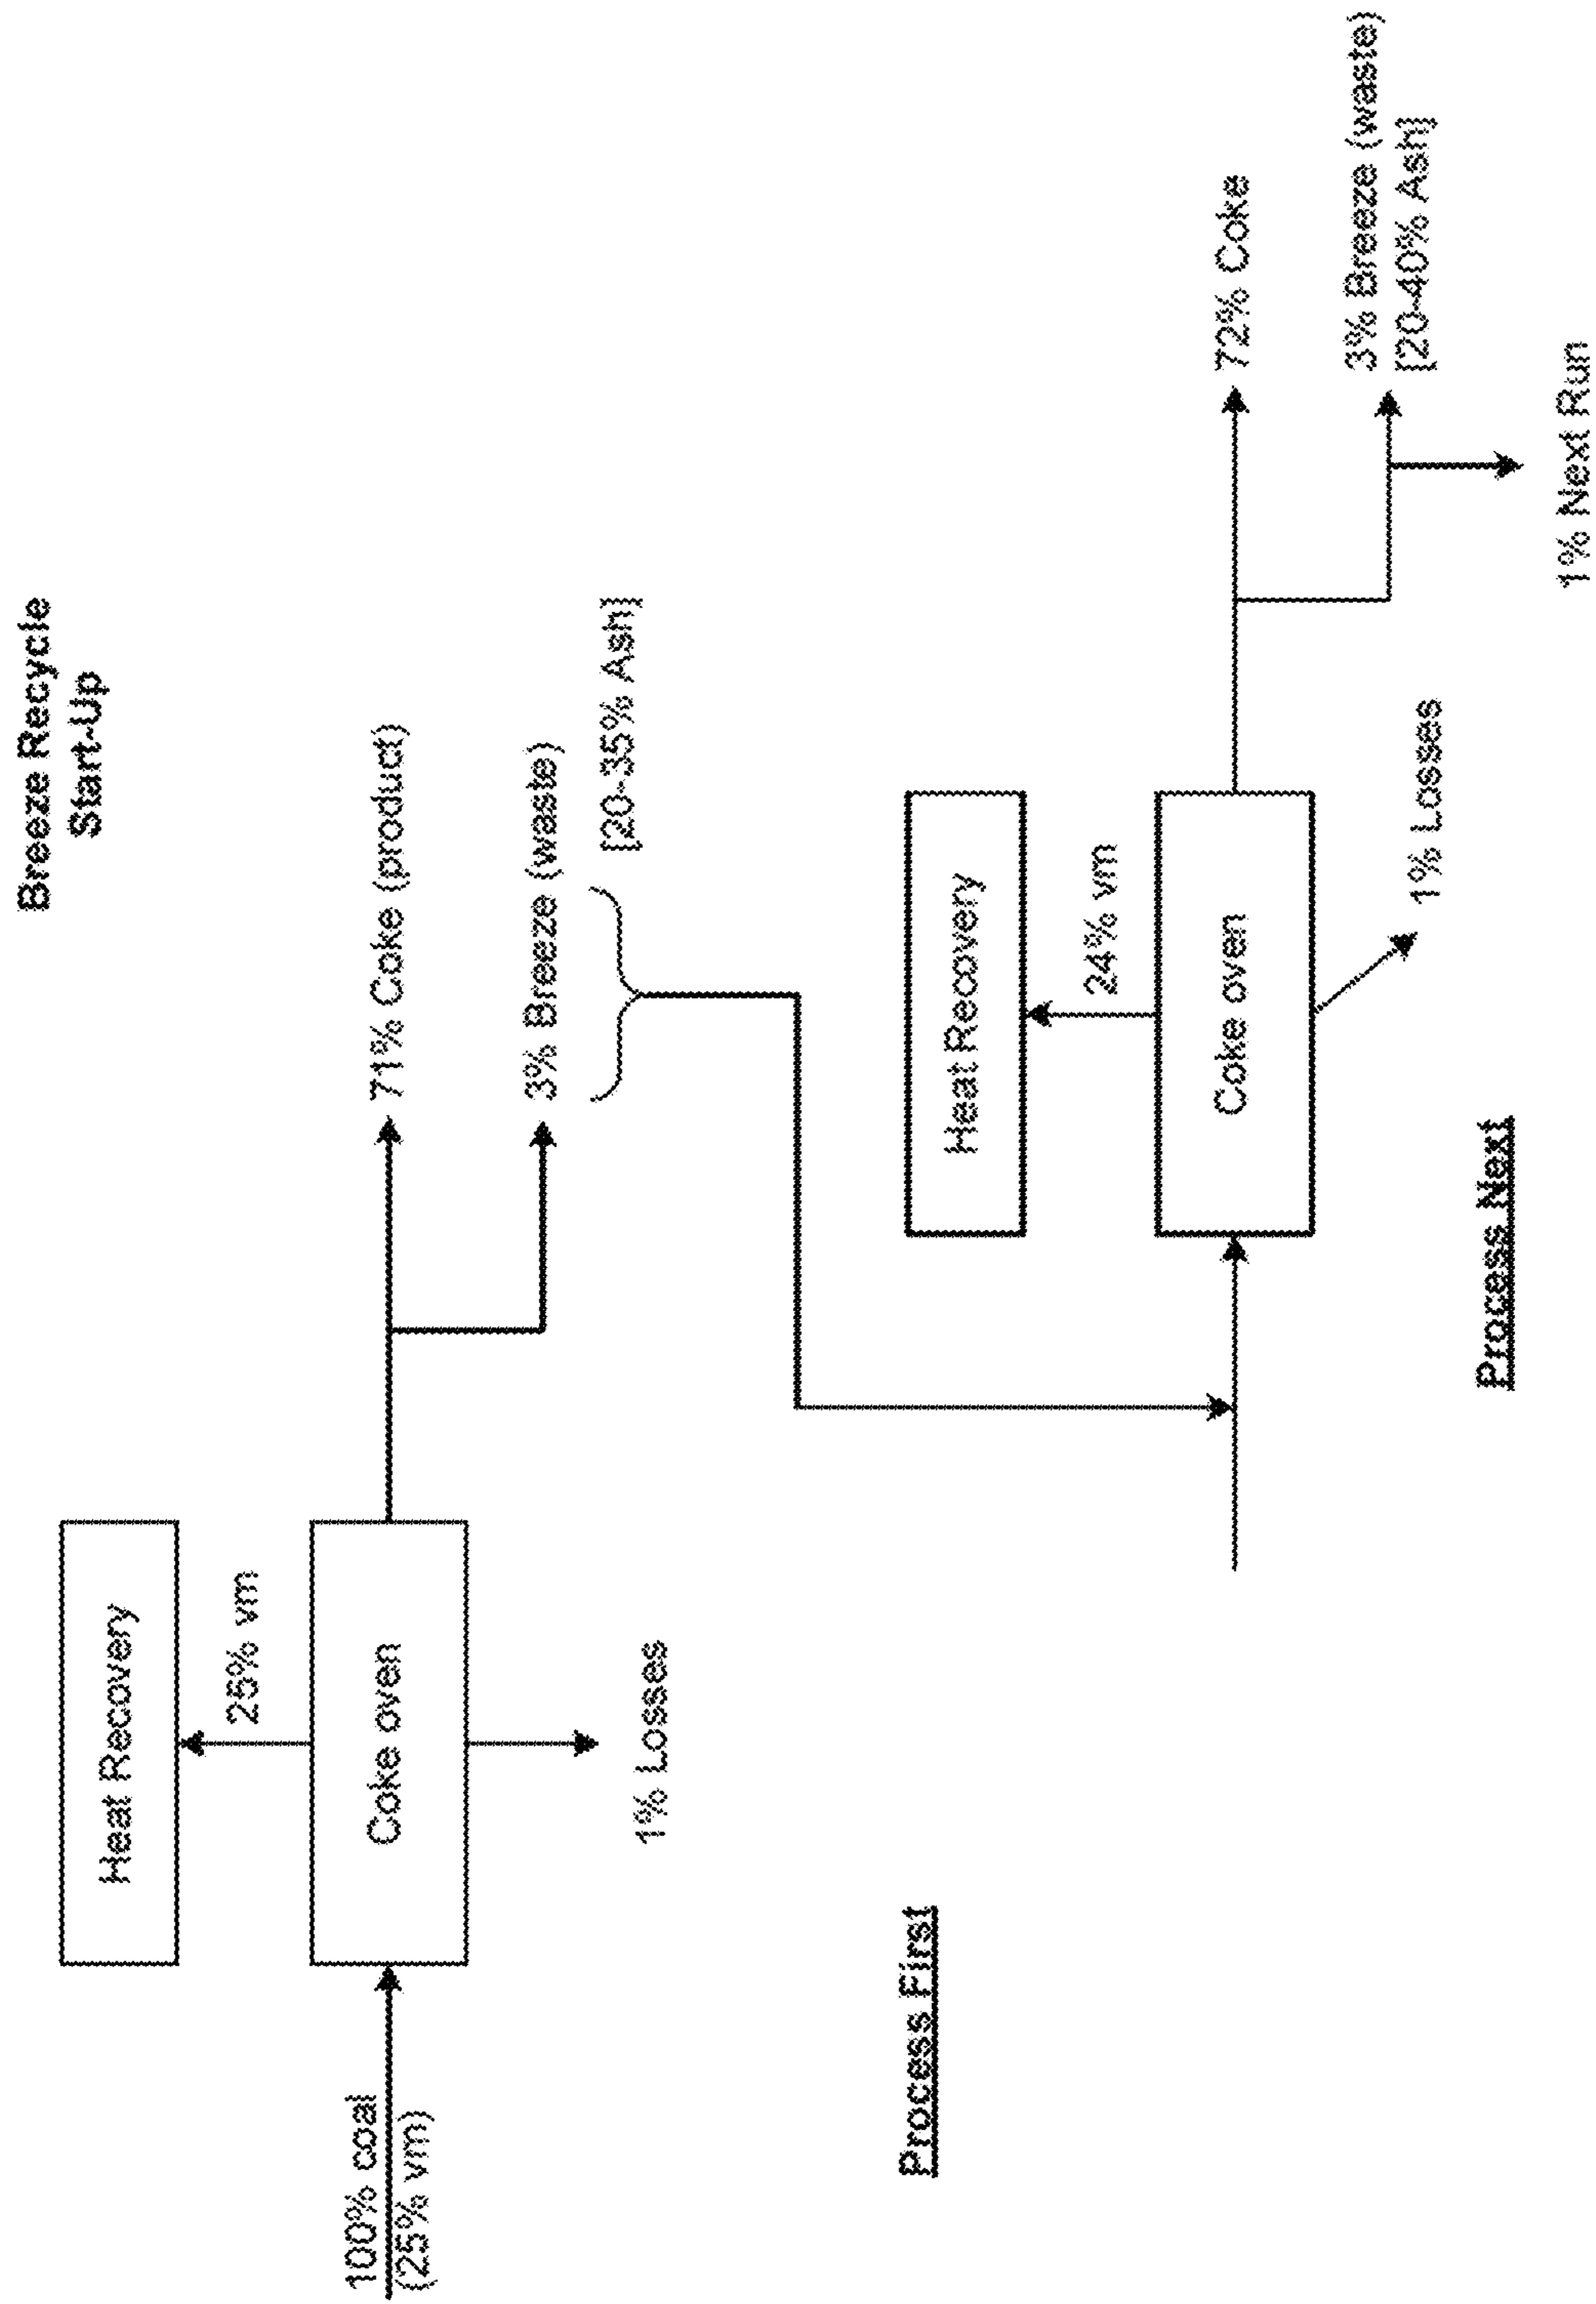 Breeze Recycle
Start-Up
Heat Recovery
25% vm
100% coal
(25% vm)
Coke oven
71% Coke (product)
3% Breeze (waste)
[20-35% Ash]
1% Losses
Process First
Heat Recovery
24% vm
Coke oven
72% Coke
3% Breeze (waste)
[20-40% Ash]
1% Losses
1% Next Run
Process Next